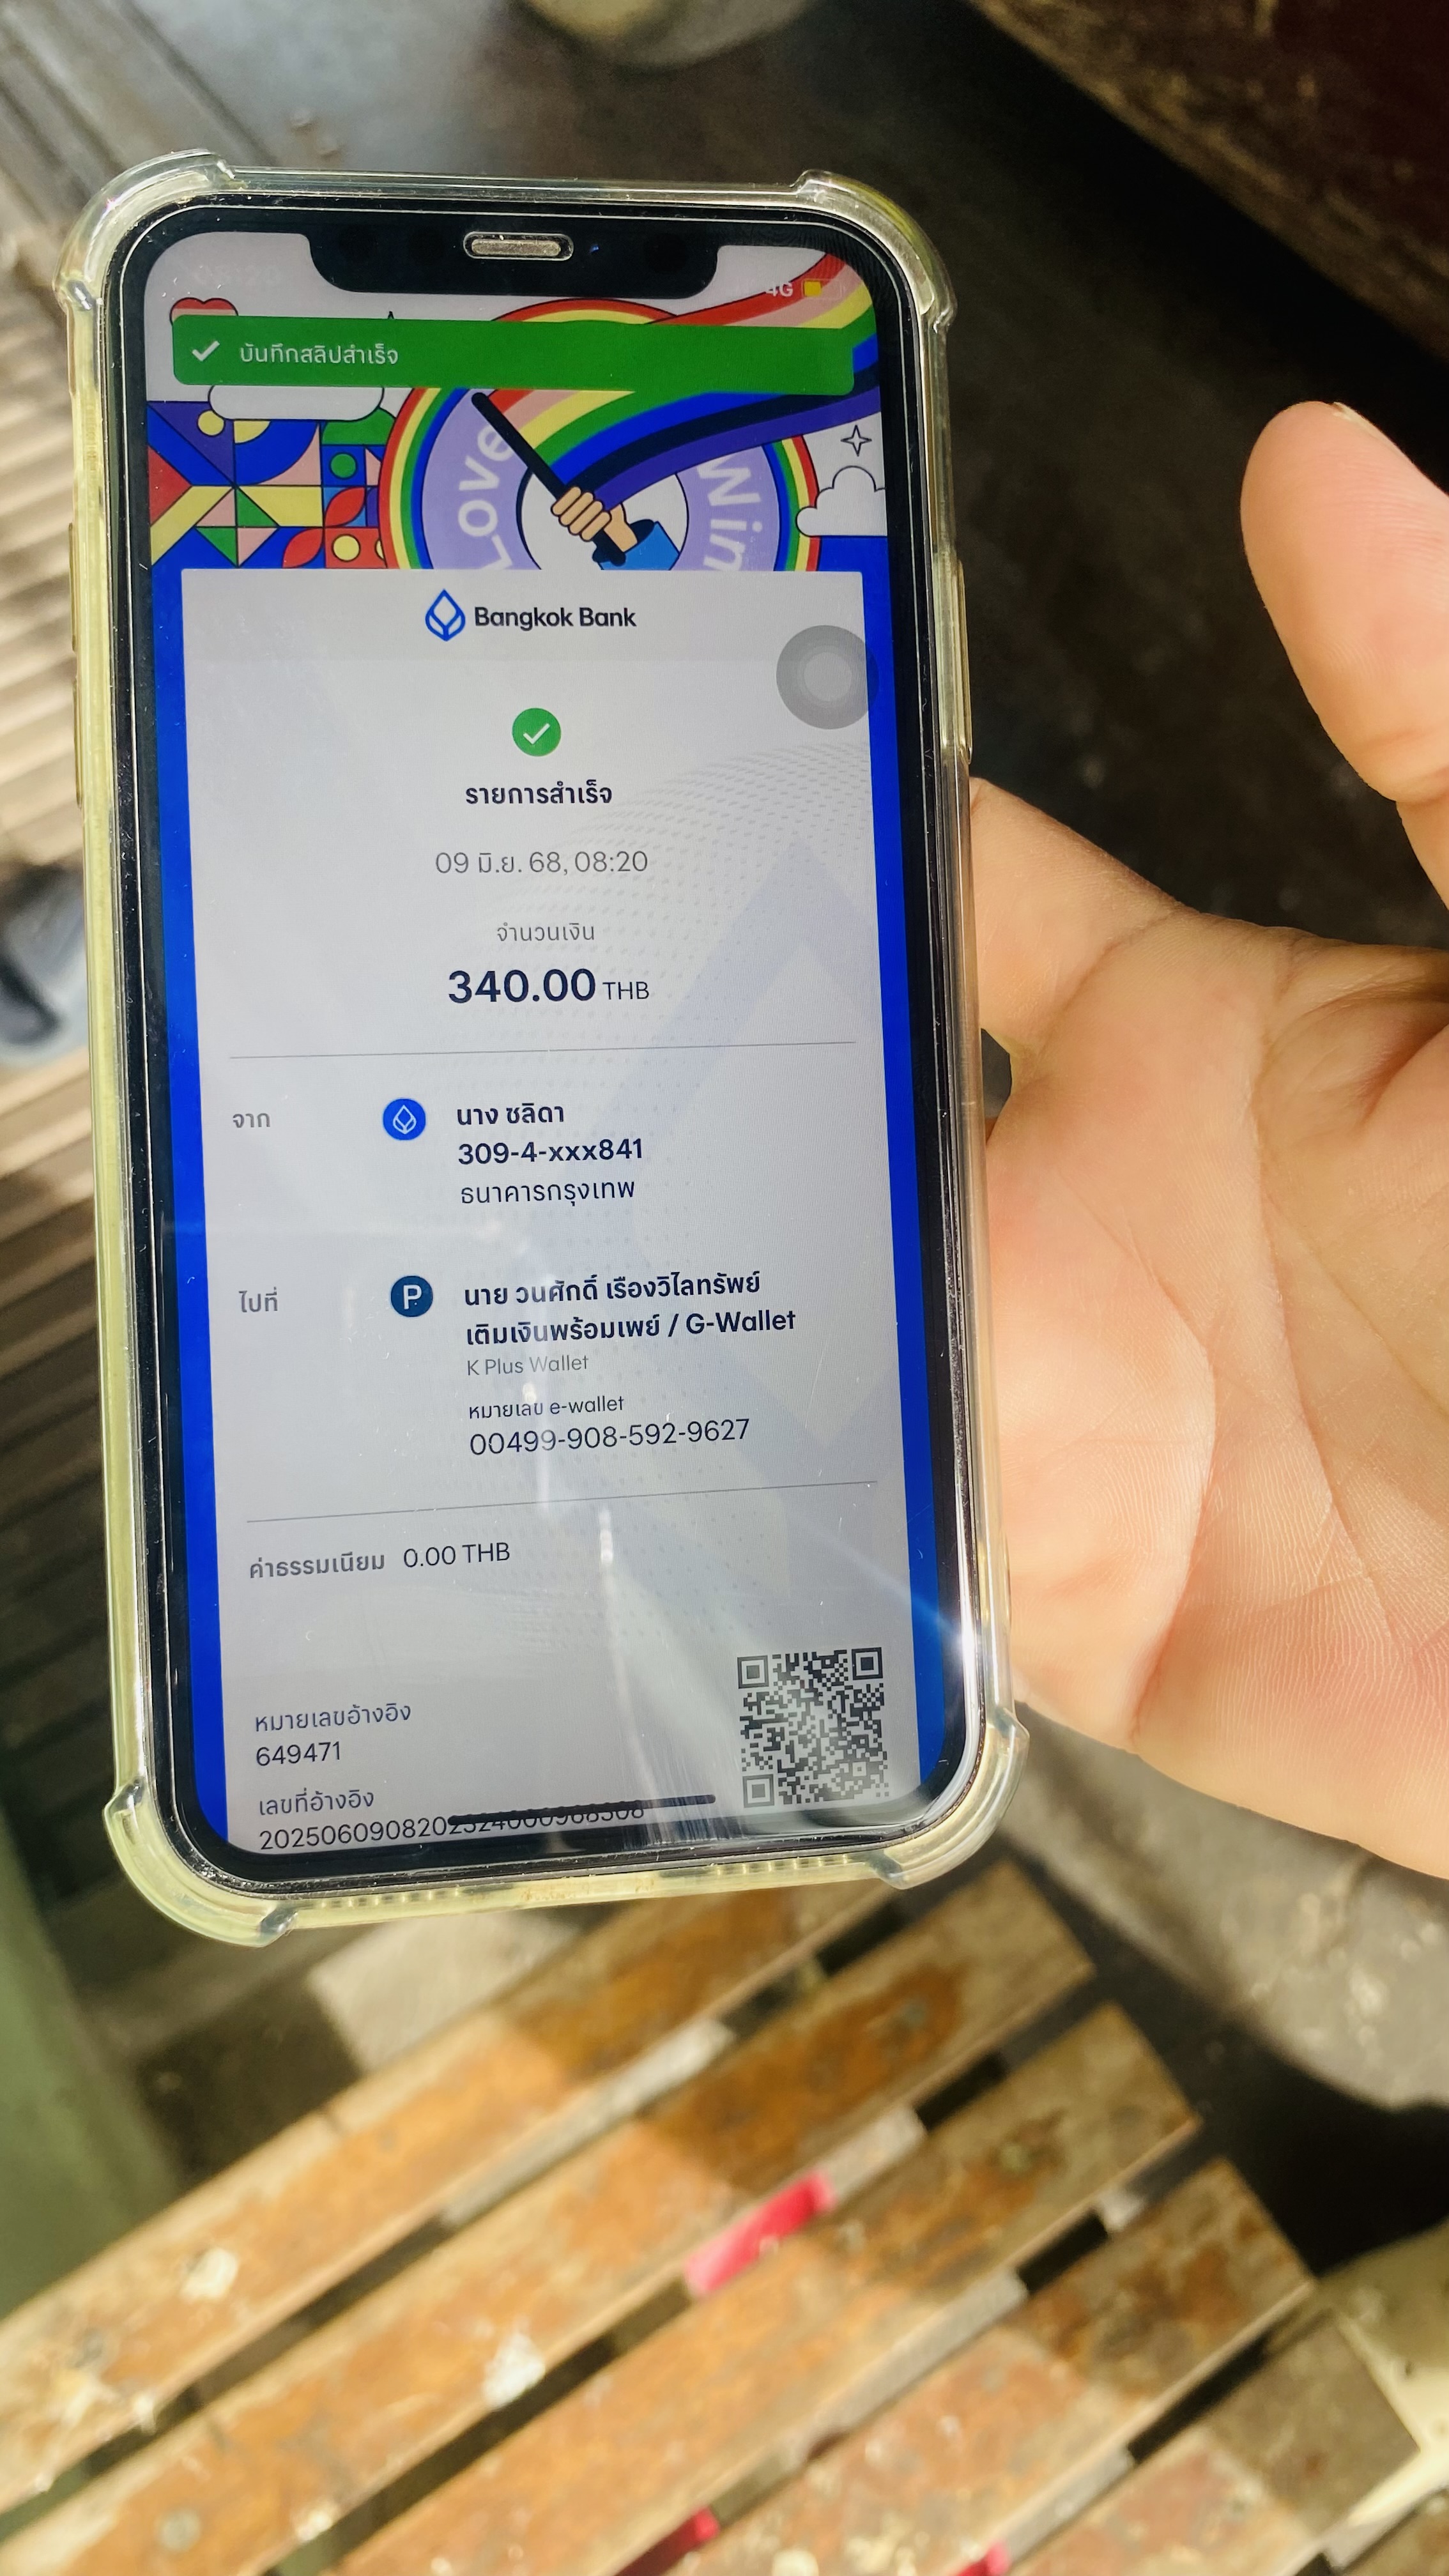 4G
บันทึกสลิปสำเร็จ
Love Win
Bangkok Bank
รายการสำเร็จ
09 มิ.ย. 68, 08:20
จำนวนเงิน
340.00 THB
จาก
นาง ชลิดา
309-4-xxx841
ธนาคารกรุงเทพ
ไปที่
P
นาย วนศักดิ์ เรืองวิไลทรัพย์
เติมเงินพร้อมเพย์ / G-Wallet
K Plus Wallet
หมายเลข e-wallet
00499-908-592-9627
ค่าธรรมเนียม 0.00 THB
หมายเลขอ้างอิง
649471
เลขที่อ้างอิง